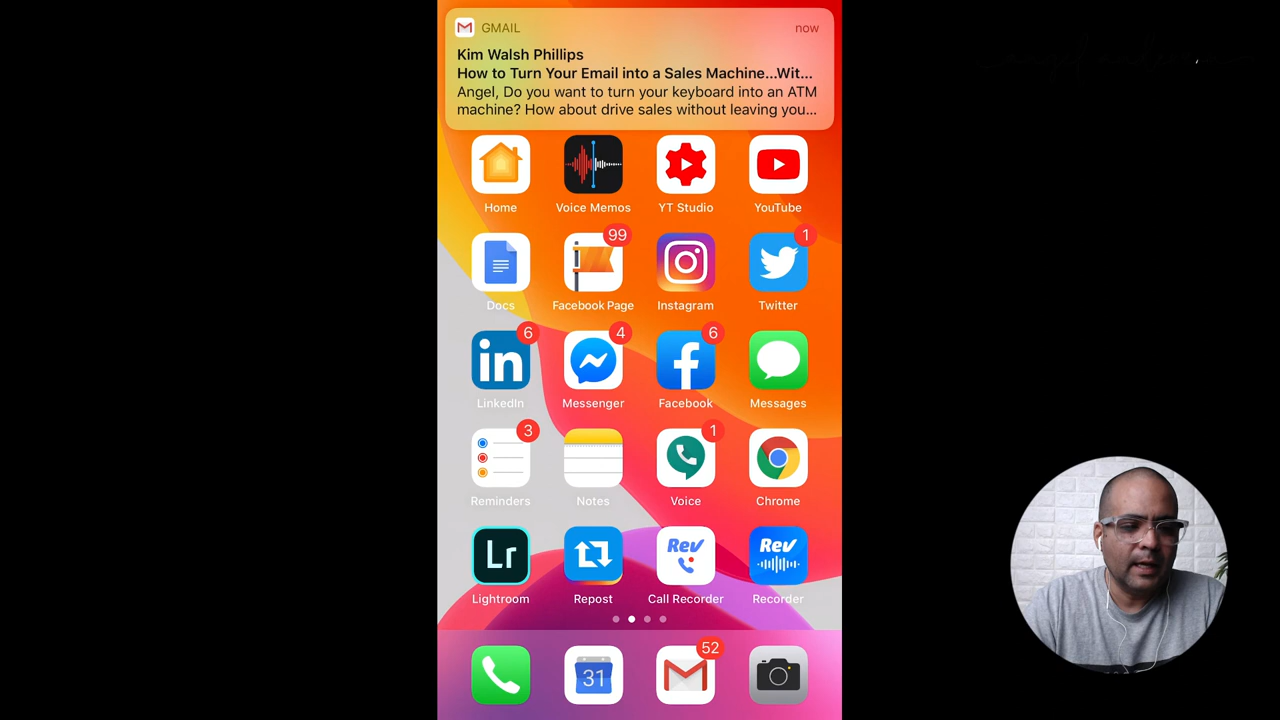 GMAIL now
Kim Walsh Phillips
How to Turn Your Email into a Sales Machine...Wit...
Angel, Do you want to turn your keyboard into an ATM
machine? How about drive sales without leaving you...
Home Voice Memos YT Studio YouTube
99 1
Docs Facebook Page Instagram Twitter
6 4 6
in
LinkedIn Messenger Facebook Messages
3 1
Reminders Notes Voice Chrome
Lr Rev Rev
Lightroom Repost Call Recorder Recorder
52
31